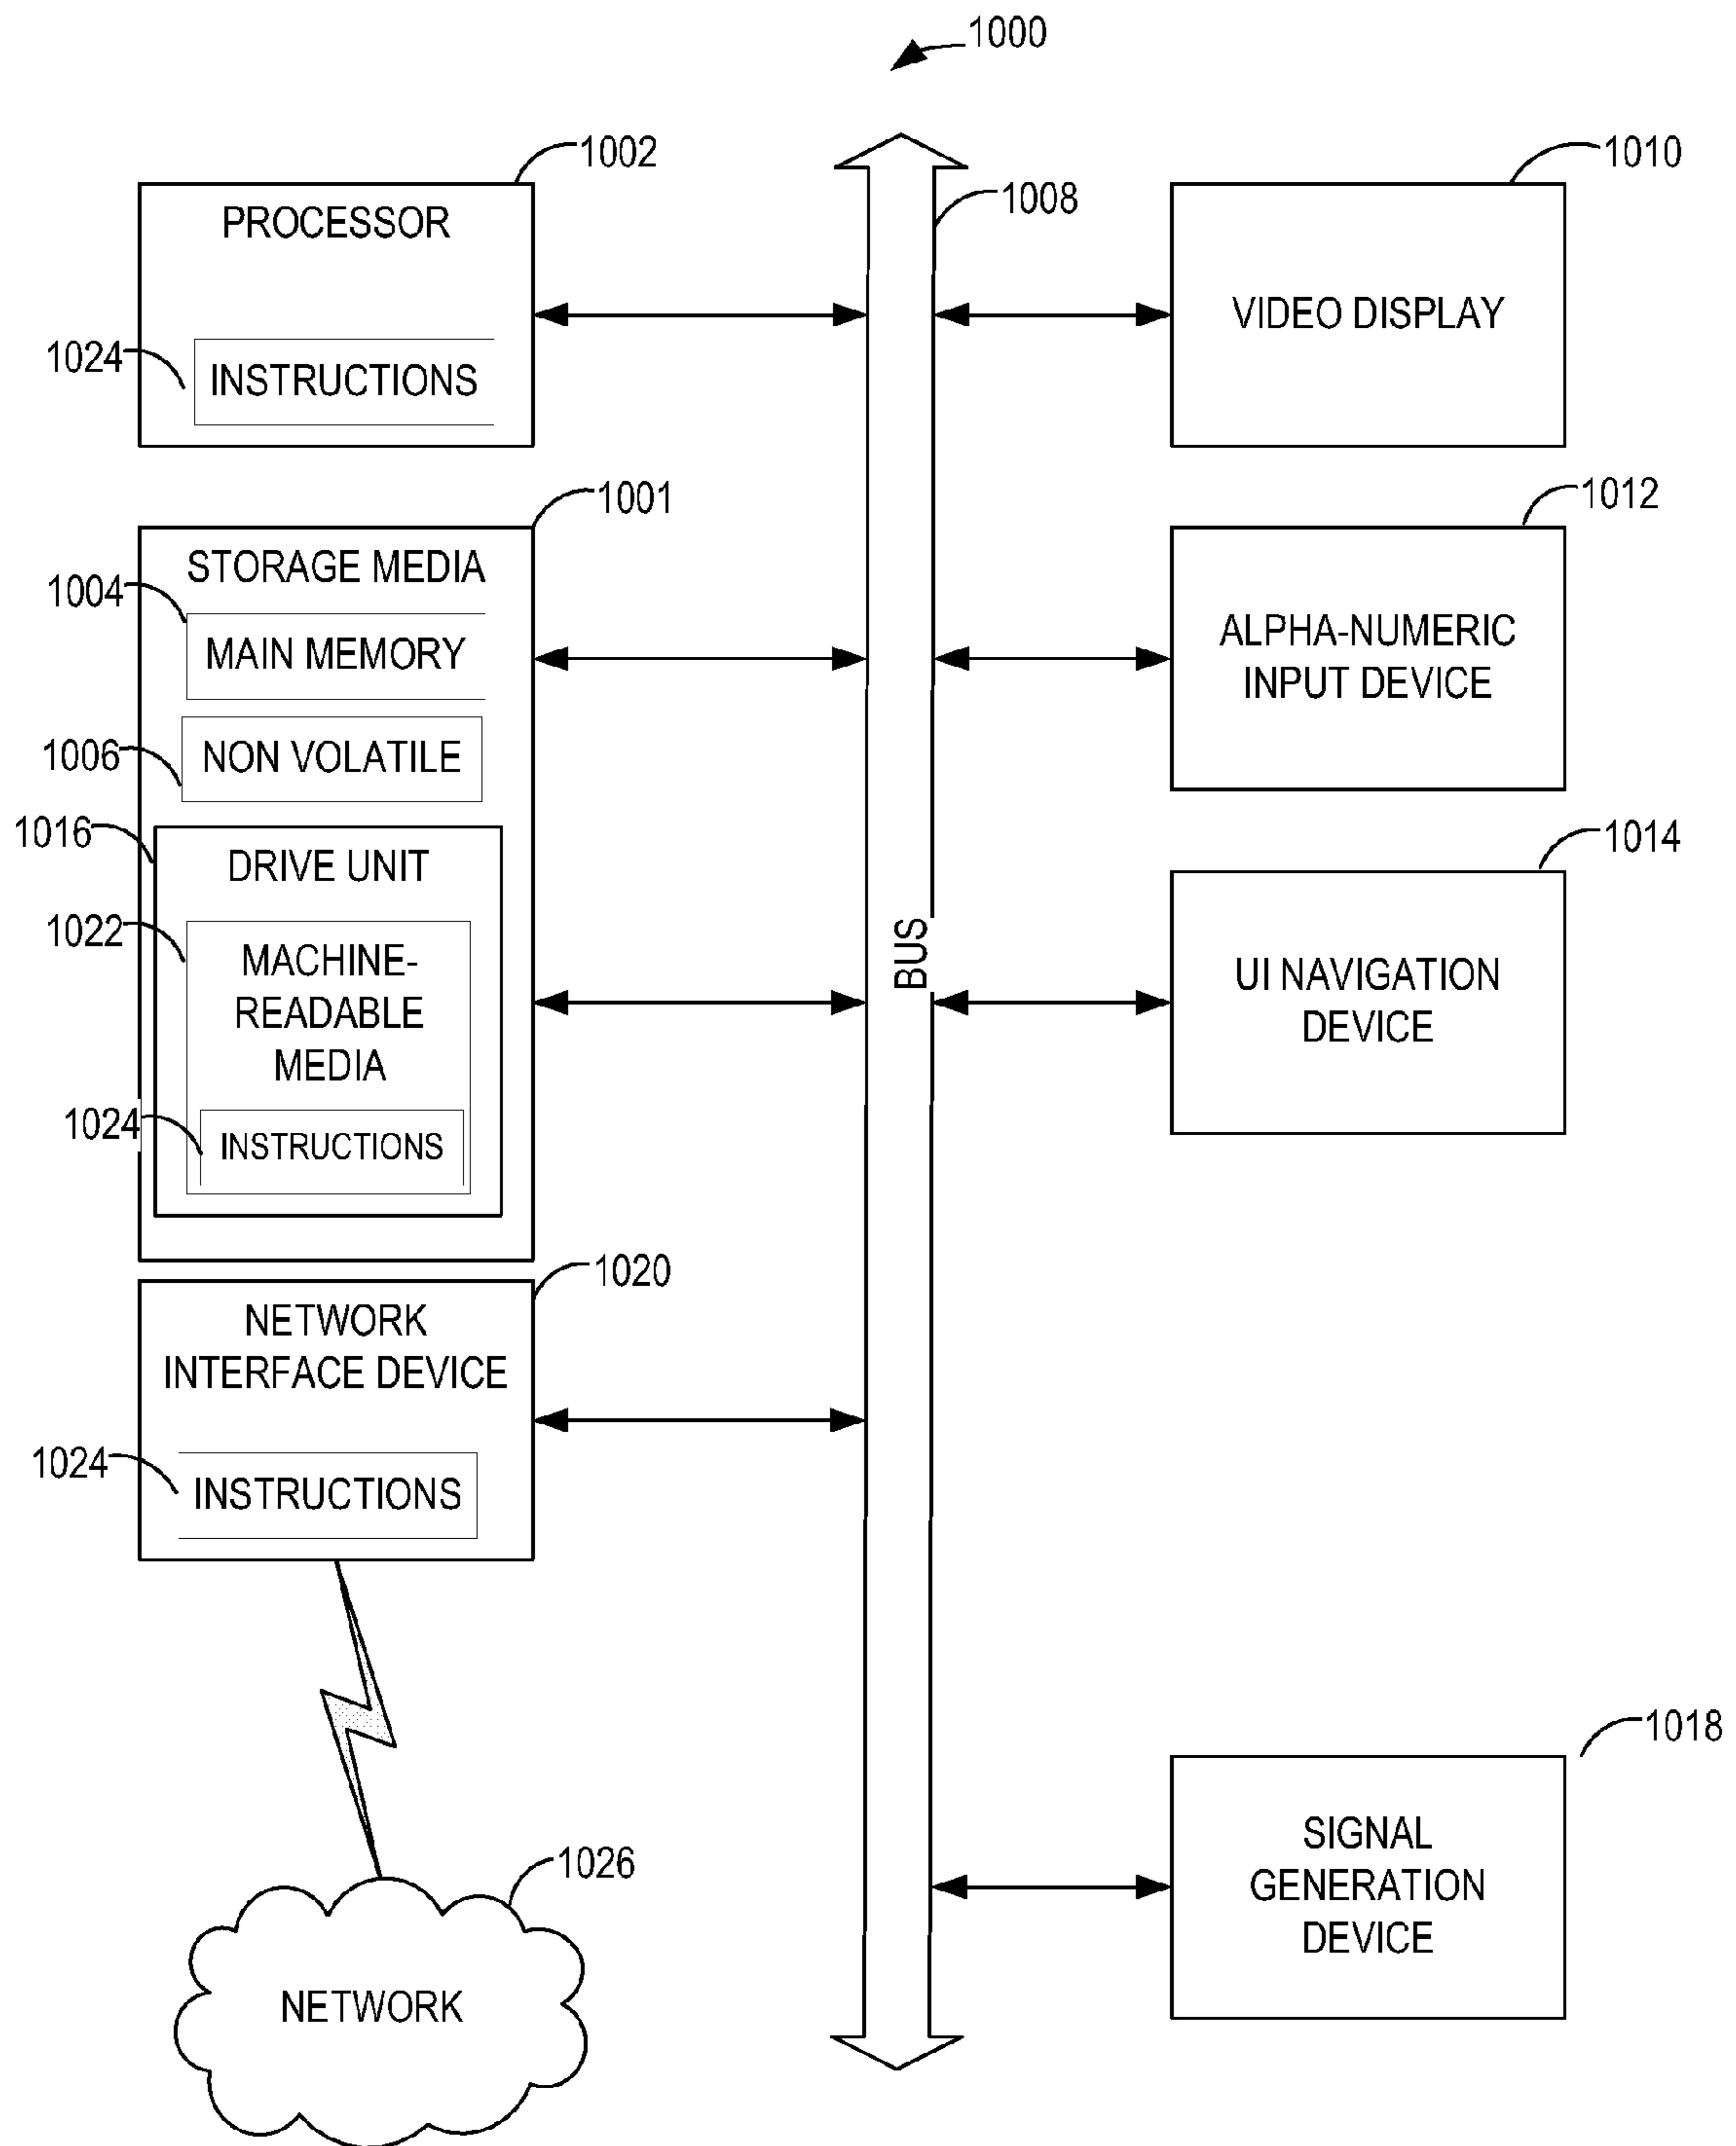 1000
1002
PROCESSOR
1024
INSTRUCTIONS
1001
STORAGE MEDIA
1004
MAIN MEMORY
1006
NON VOLATILE
1016
DRIVE UNIT
1022
MACHINE-
READABLE
MEDIA
1024
INSTRUCTIONS
1020
NETWORK
INTERFACE DEVICE
1024
INSTRUCTIONS
1026
NETWORK
1008
BUS
1010
VIDEO DISPLAY
1012
ALPHA-NUMERIC
INPUT DEVICE
1014
UI NAVIGATION
DEVICE
1018
SIGNAL
GENERATION
DEVICE